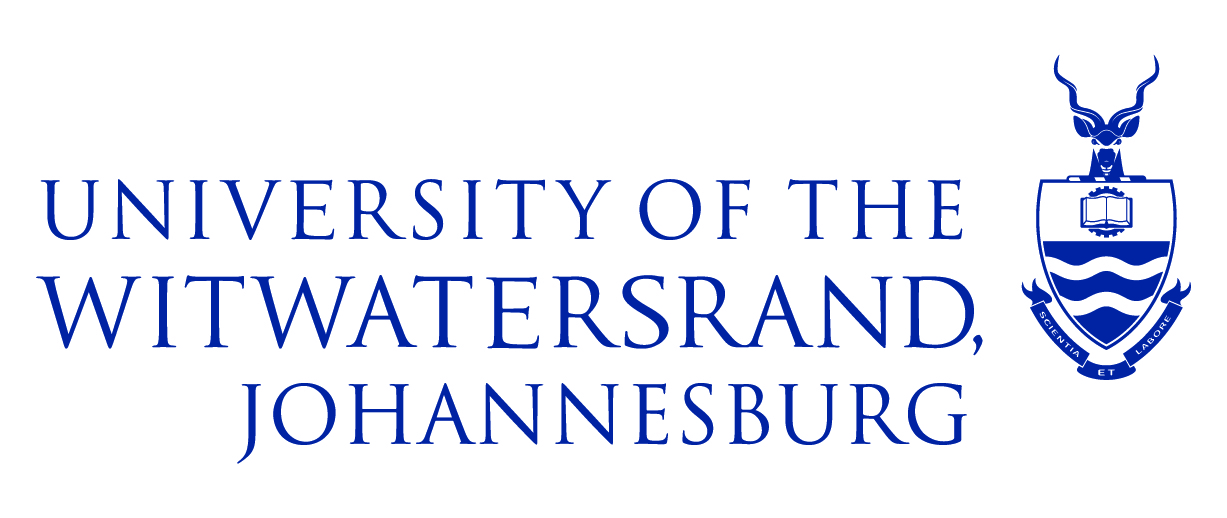 UNIVERSITY OF THE
WITWATERSRAND,
JOHANNESBURG
SCIENTIA ET LABORE